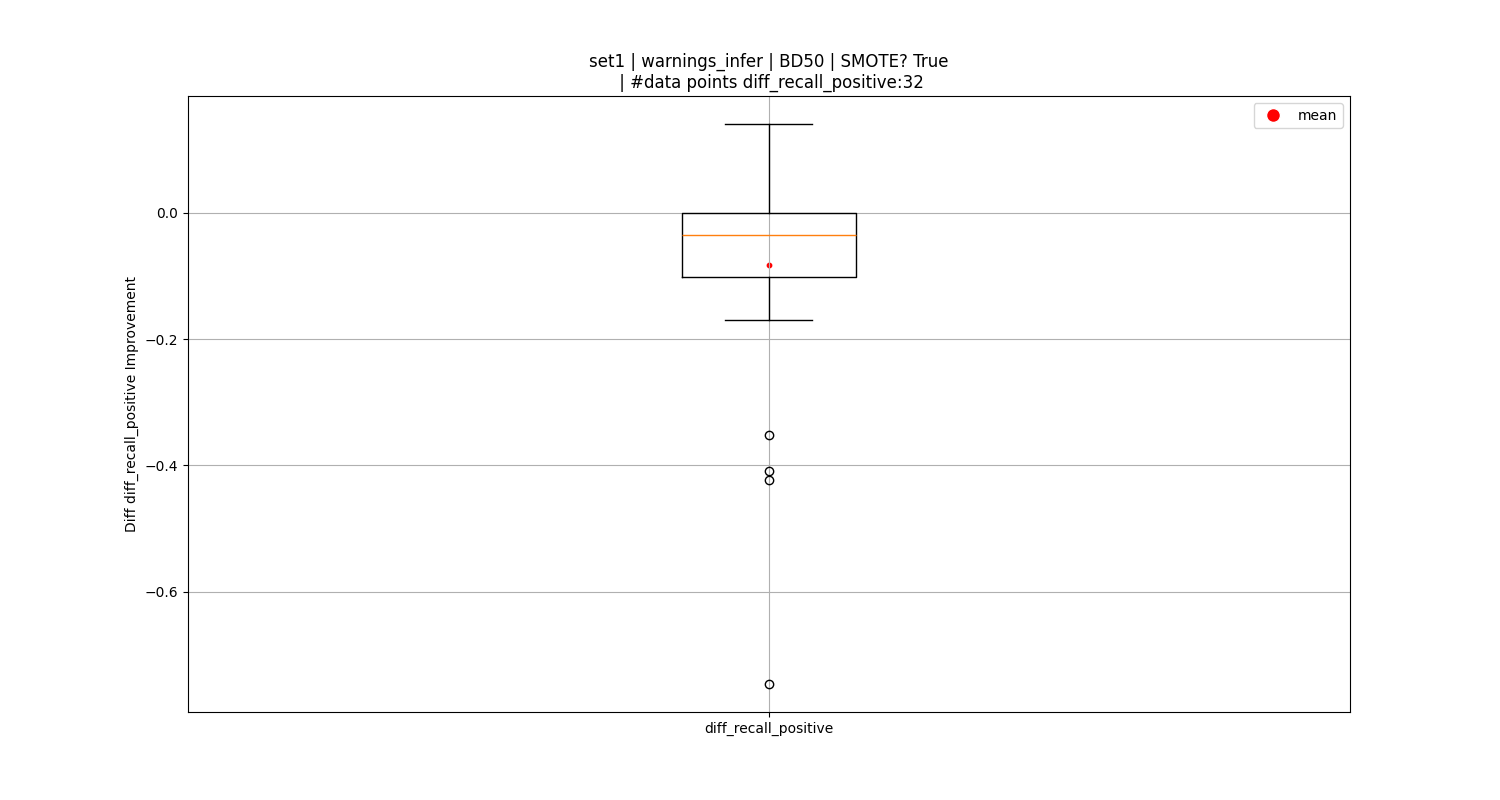 set1 | warnings_infer | BD50 | SMOTE? True
| #data points diff_recall_positive:32
mean
0.0
−0.2
−0.4
−0.6
Diff diff_recall_positive Improvement
diff_recall_positive